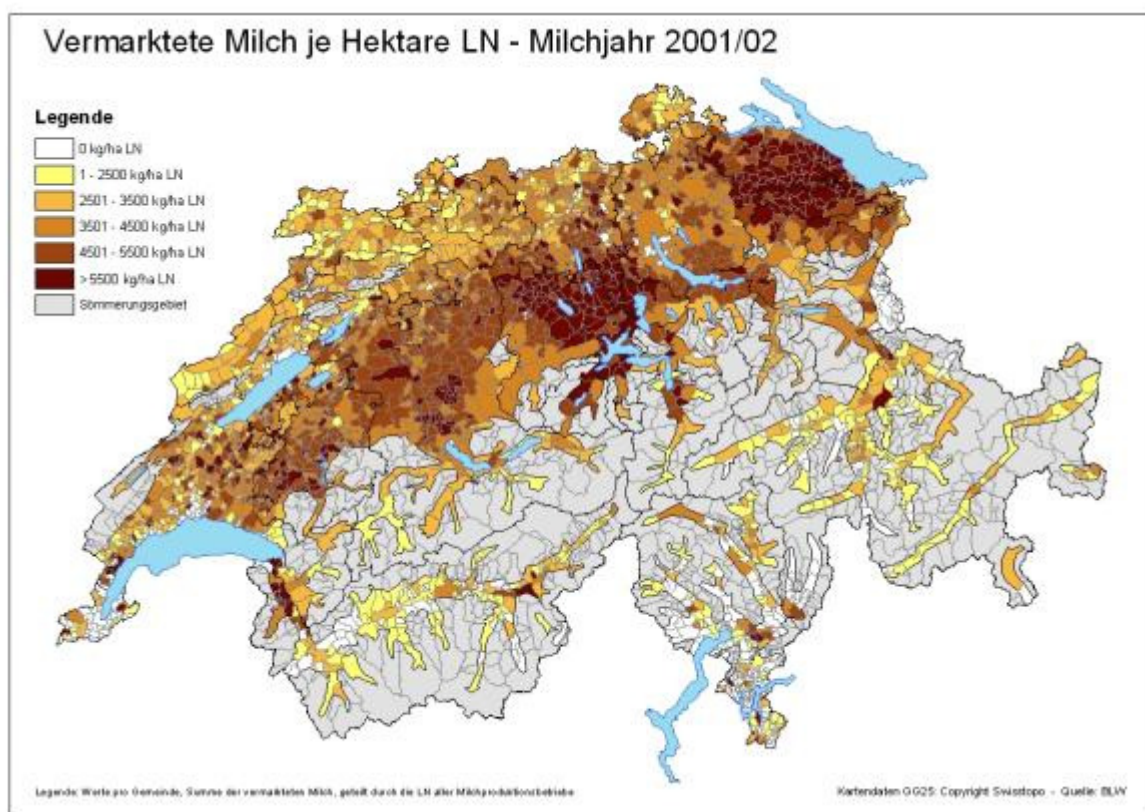 Vermarktete Milch je Hektare LN - Milchjahr 2001/02
Legende
0 kg/ha LN
1 - 2500 kg/ha LN
2501 - 3500 kg/ha LN
3501 - 4500 kg/ha LN
4501 - 5500 kg/ha LN
>5500 kg/ha LN
Sömmerungsgebiet
Legende: Werte pro Gemeinde, Summe der vermarkteten Milch, geteilt durch die LN aller Milchproduktionsbetriebe
Kartendaten GG25: Copyright Swisstopo - Quelle: BLW